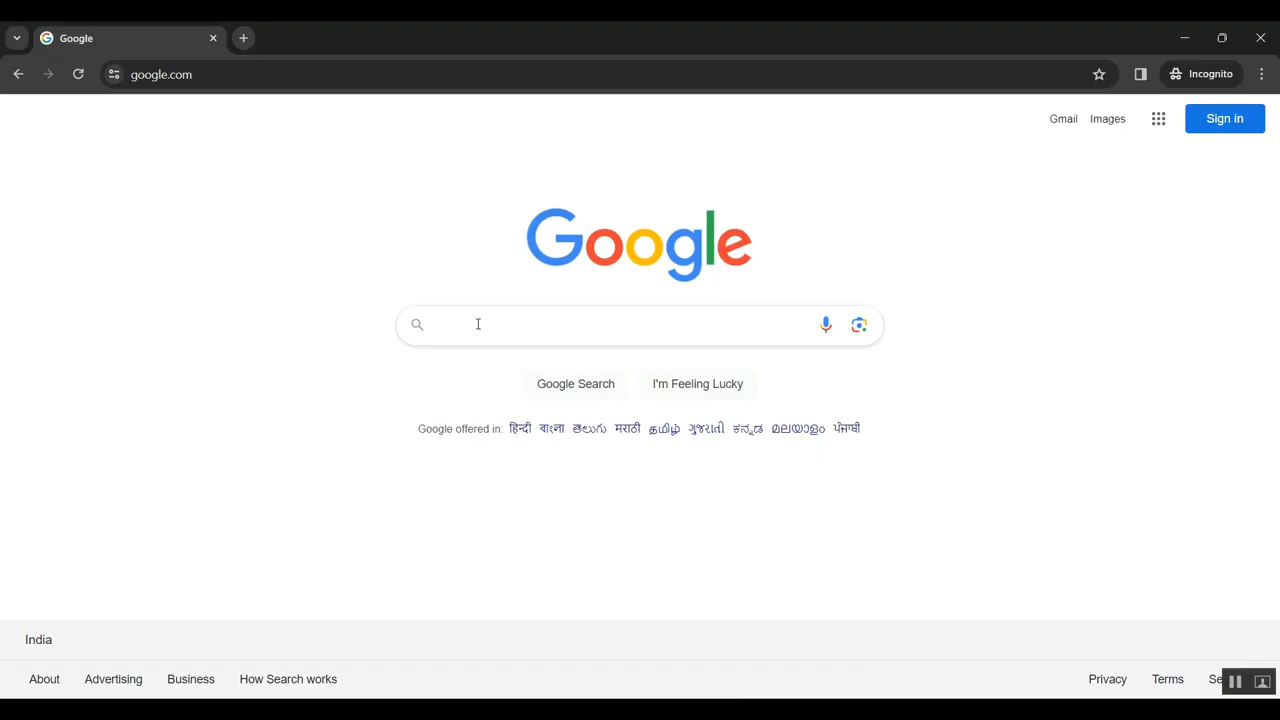 Google
google.com
Incognito
Gmail Images
Sign in
Google
Google Search I'm Feeling Lucky
Google offered in: हिन्दी বাংলা తెలుగు मराठी தமிழ் ગુજરાતી ಕನ್ನಡ മലയാളം ਪੰਜਾਬੀ
India
About Advertising Business How Search works Privacy Terms